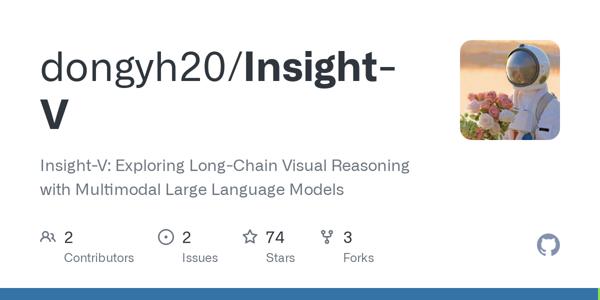 dongyh20/Insight-
V
Insight-V: Exploring Long-Chain Visual Reasoning
with Multimodal Large Language Models
2 2 74 3
Contributors Issues Stars Forks